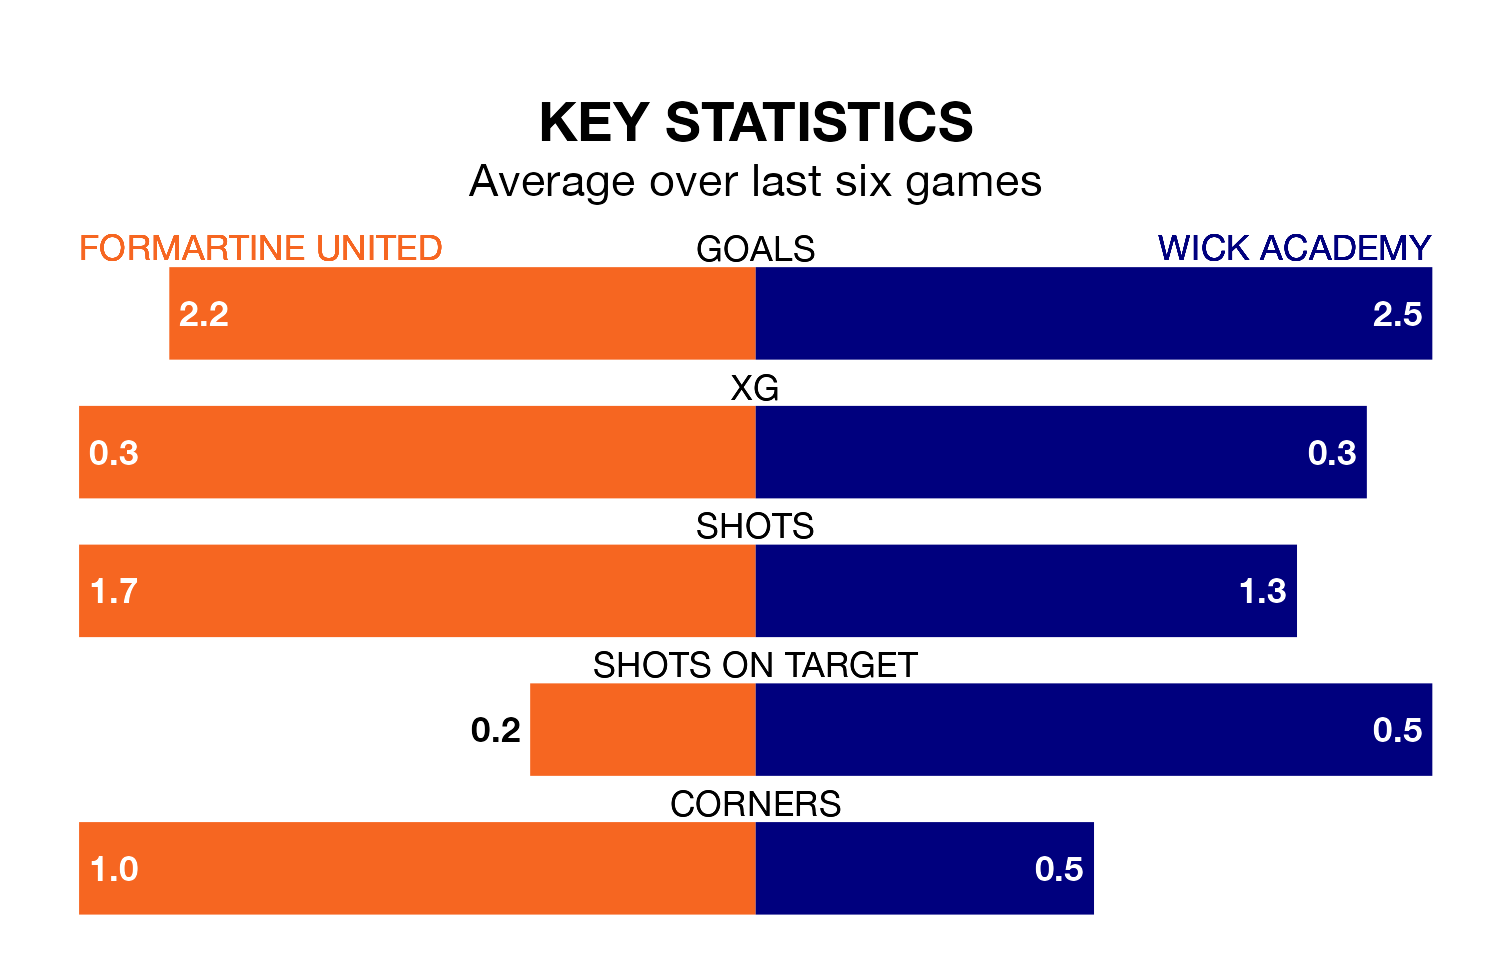 KEY STATISTICS
Average over last six games
FORMARTINE UNITED GOALS WICK ACADEMY
2.2 2.5
XG
0.3 0.3
SHOTS
1.7 1.3
SHOTS ON TARGET
0.2 0.5
CORNERS
1.0 0.5